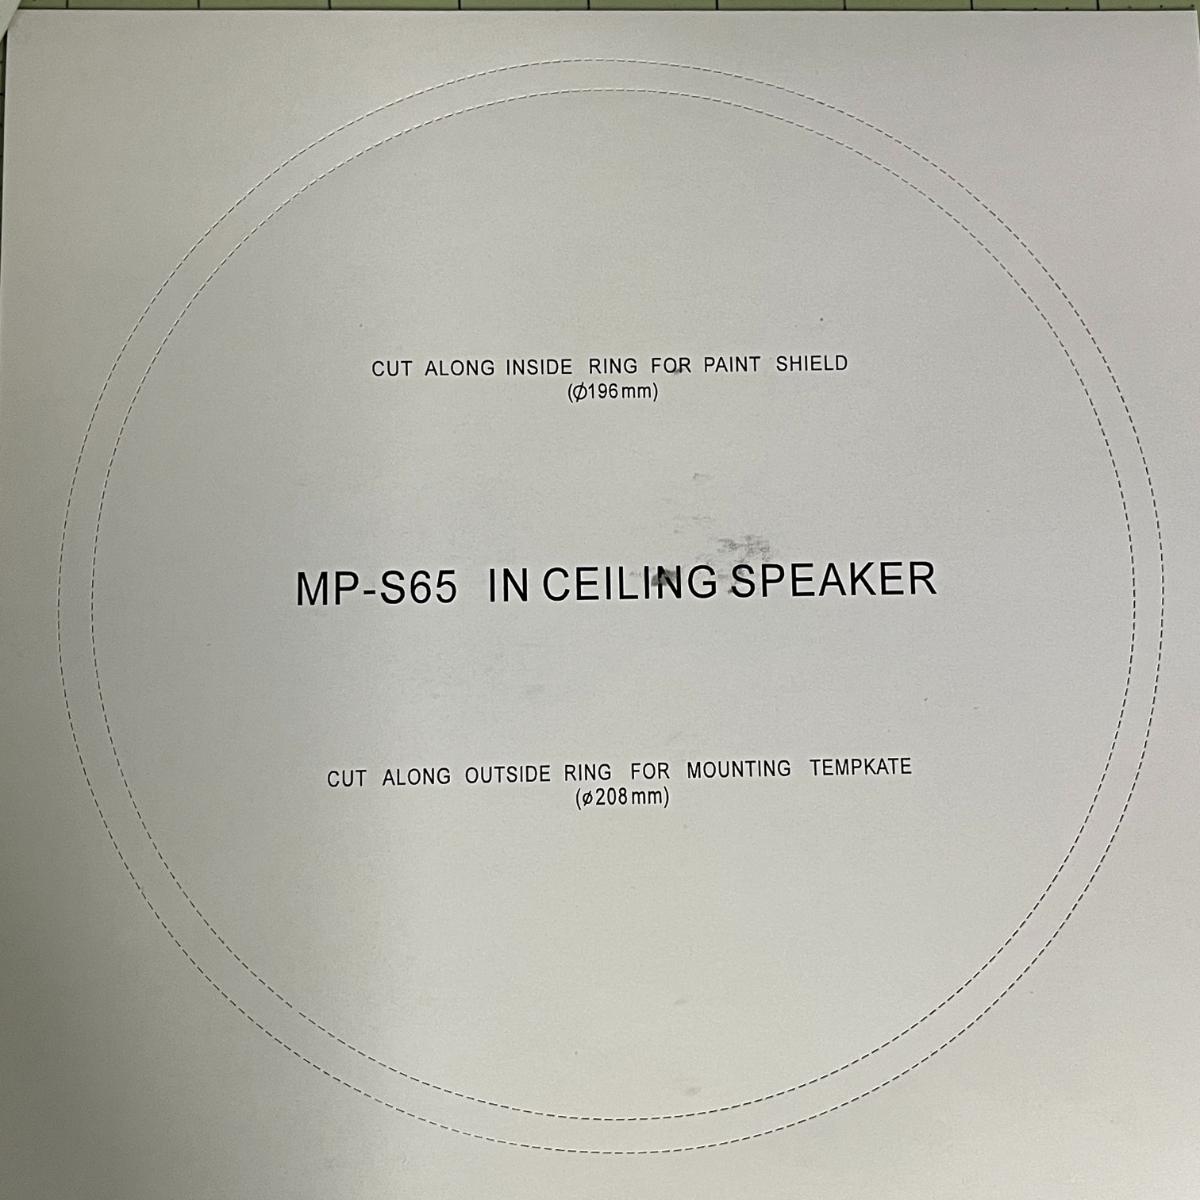 CUT ALONG INSIDE RING FOR PAINT SHIELD
(Ø196mm)
MP-S65 IN CEILING SPEAKER
CUT ALONG OUTSIDE RING FOR MOUNTING TEMPKATE
(ø208mm)